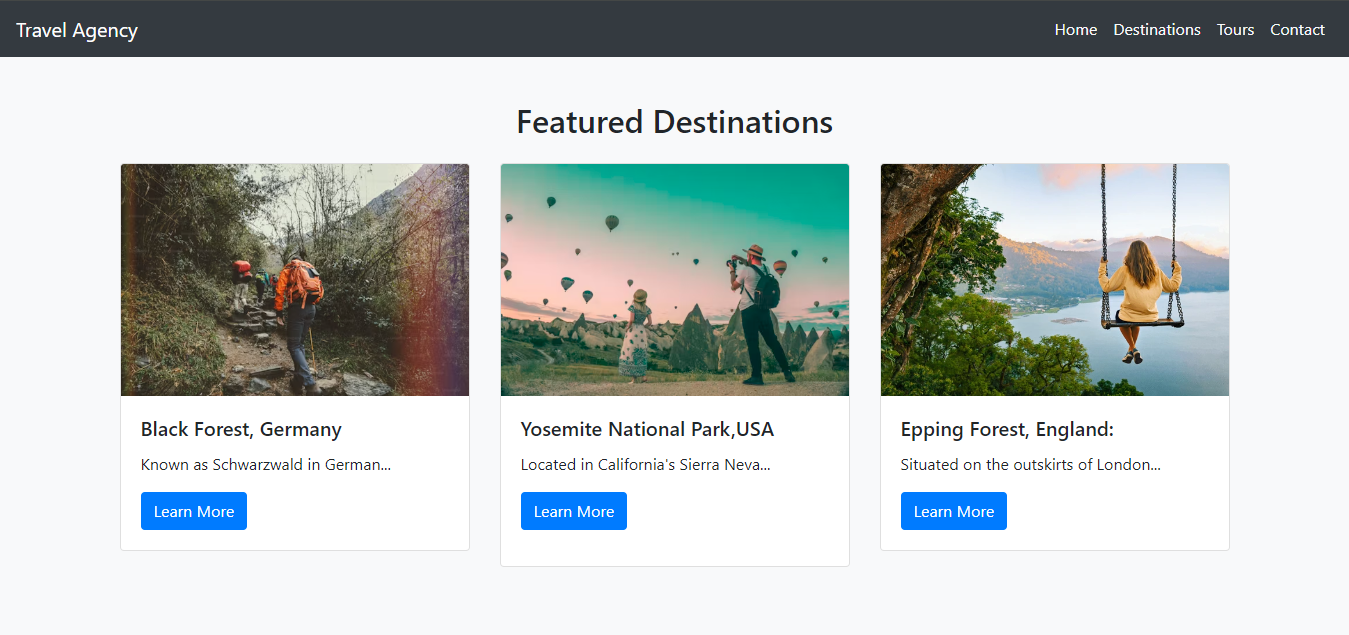 Travel Agency
Home Destinations Tours Contact
Featured Destinations
Black Forest, Germany
Known as Schwarzwald in German...
Learn More
Yosemite National Park,USA
Located in California's Sierra Neva...
Learn More
Epping Forest, England:
Situated on the outskirts of London...
Learn More